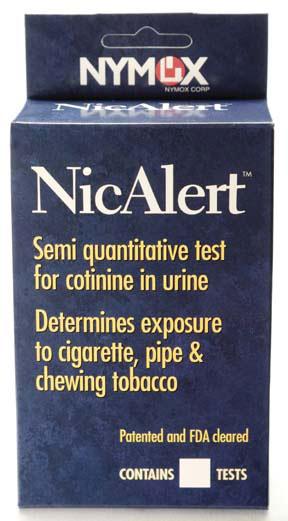 NYMOX
NYMOX CORP
NicAlert
NicAlert™
Semi quantitative test
for cotinine in urine
Determines exposure
to cigarette, pipe &
chewing tobacco
Patented and FDA cleared
CONTAINS TESTS